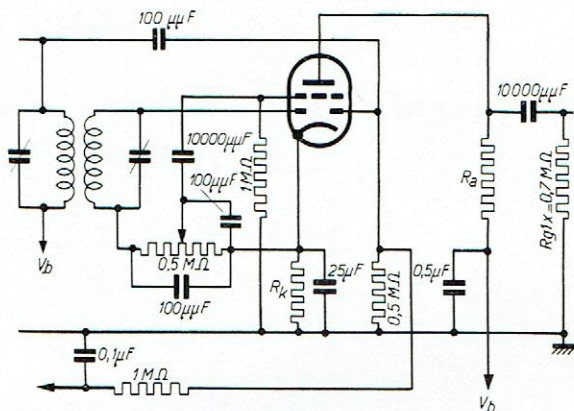 100 μμF
10000μμF
10000μμF
1MΩ
100μμF
Ra
Rg1x=0,7MΩ
Vb
0,5 MΩ
Rk
25μF
0,5 MΩ
0,5μF
100μμF
0,1μF
1MΩ
Vb